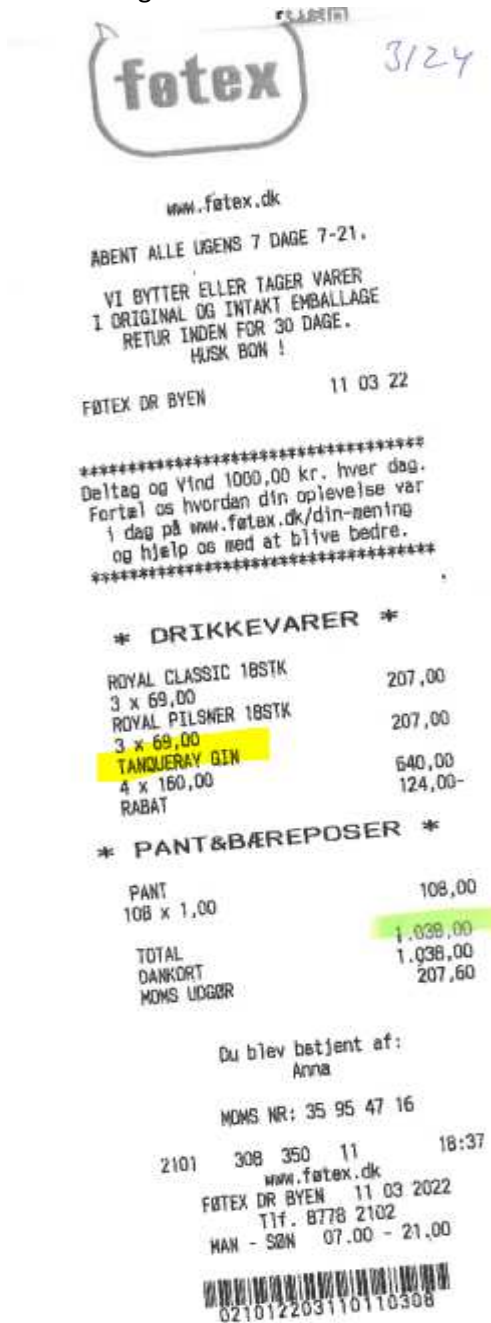 3124
føtex
www.føtex.dk
ÅBENT ALLE UGENS 7 DAGE 7-21.
VI BYTTER ELLER TAGER VARER
I ORIGINAL OG INTAKT EMBALLAGE
RETUR INDEN FOR 30 DAGE.
HUSK BON !
FØTEX DR BYEN 11 03 22
************************************
Deltag og Vind 1000,00 kr. hver dag.
Fortæl os hvordan din oplevelse var
i dag på www.føtex.dk/din-mening
og hjælp os med at blive bedre.
************************************
* DRIKKEVARER *
ROYAL CLASSIC 18STK
3 x 69,00 207,00
ROYAL PILSNER 18STK
3 x 69,00 207,00
TANQUERAY GIN
4 x 160,00 640,00
RABAT 124,00-
* PANT&BÆREPOSER *
PANT
108 x 1,00 108,00
TOTAL 1.038,00
DANKORT 1.038,00
MOMS UDGØR 207,60
Du blev betjent af:
Anna
MOMS NR: 35 95 47 16
2101 308 350 11 18:37
www.føtex.dk
FØTEX DR BYEN 11 03 2022
Tlf. 8778 2102
MAN - SØN 07.00 - 21.00
021012203110110308